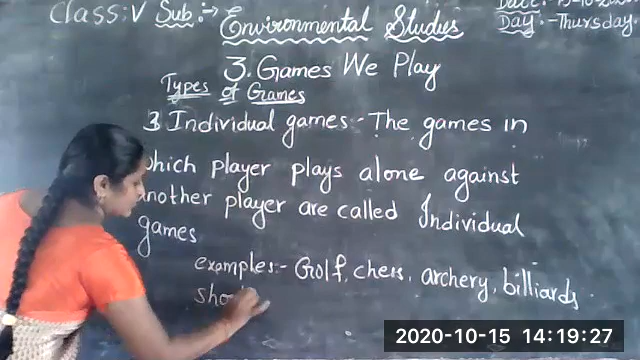 Class:V Sub:→ Environmental Studies
Day:-Thursday
3. Games We Play
Types of Games
3 Individual games:- The games in
which player plays alone against
another player are called Individual
games
examples:- Golf, chess, archery, billiards
2020-10-15 14:19:27